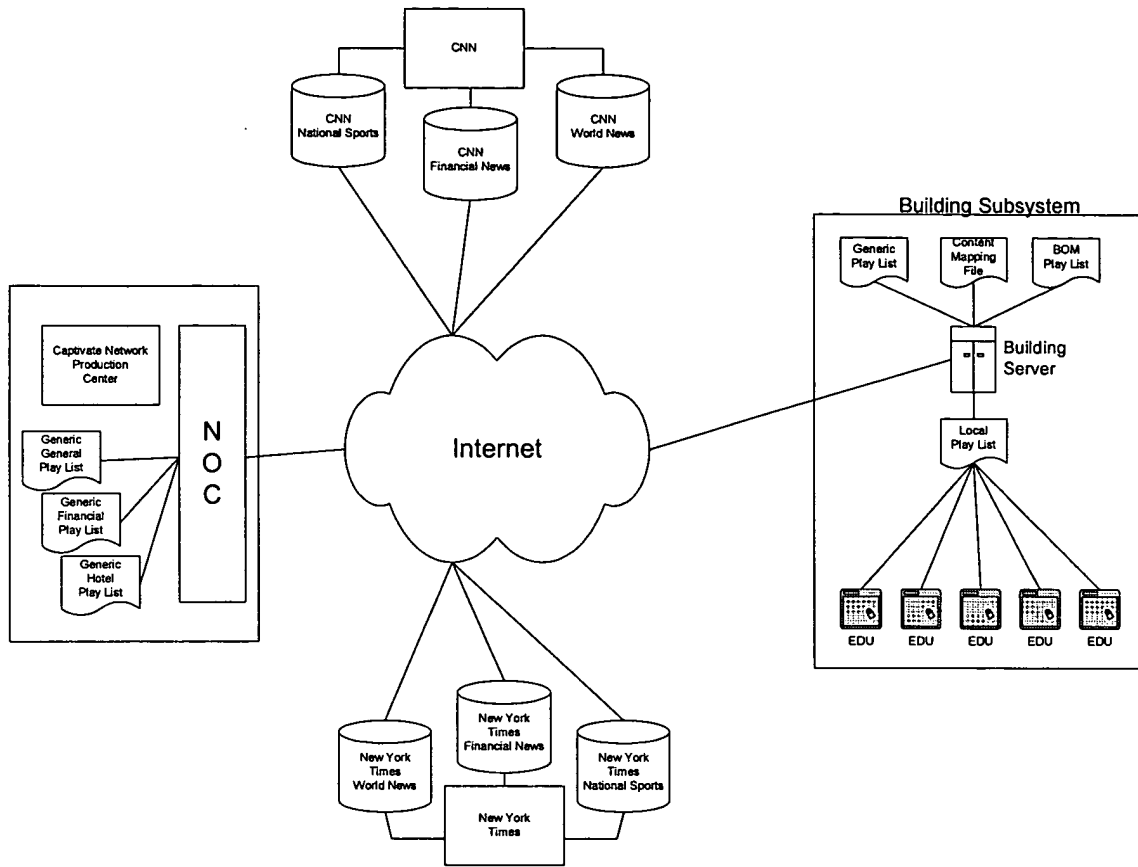 CNN
CNN
National Sports
CNN
Financial News
CNN
World News
Building Subsystem
Generic
Play List
Content
Mapping
File
BOM
Play List
Building
Server
Local
Play List
EDU
EDU
EDU
EDU
EDU
Captivate Network
Production
Center
N
O
C
Generic
General
Play List
Generic
Financial
Play List
Generic
Hotel
Play List
Internet
New York
Times
World News
New York
Times
Financial News
New York
Times
National Sports
New York
Times